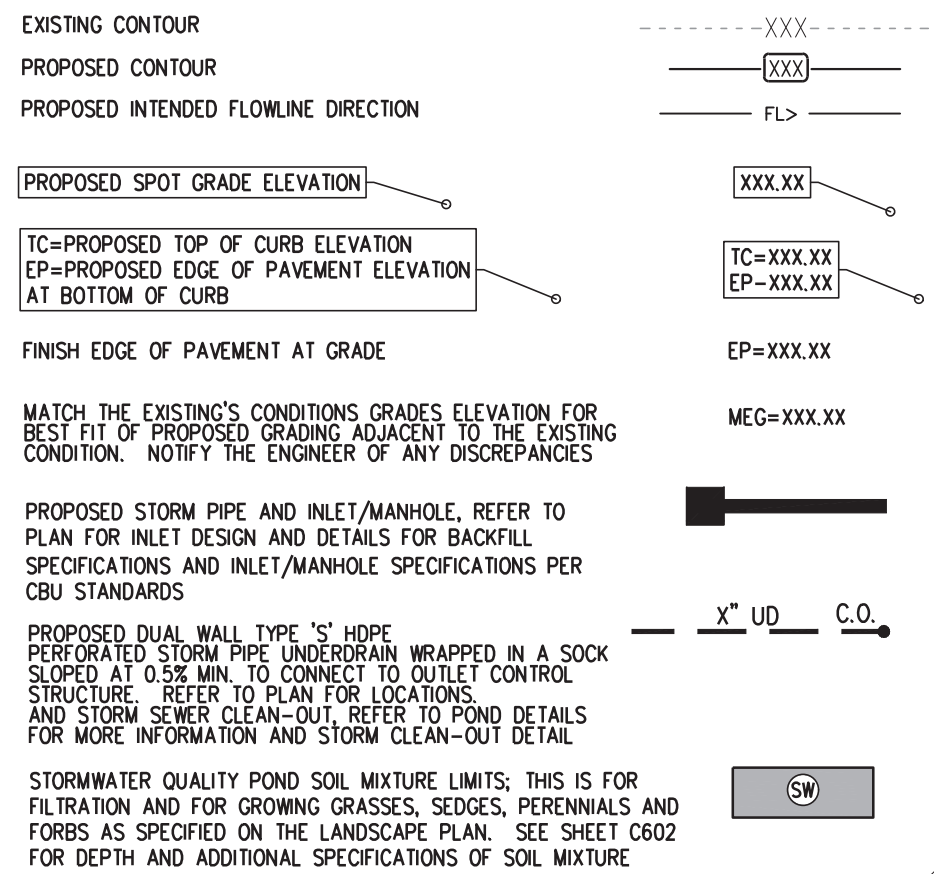 EXISTING CONTOUR
XXX
PROPOSED CONTOUR
XXX
PROPOSED INTENDED FLOWLINE DIRECTION
FL>
PROPOSED SPOT GRADE ELEVATION
XXX.XX
TC=PROPOSED TOP OF CURB ELEVATION
EP=PROPOSED EDGE OF PAVEMENT ELEVATION
AT BOTTOM OF CURB
TC=XXX.XX
EP-XXX.XX
FINISH EDGE OF PAVEMENT AT GRADE
EP=XXX.XX
MATCH THE EXISTING'S CONDITIONS GRADES ELEVATION FOR
BEST FIT OF PROPOSED GRADING ADJACENT TO THE EXISTING
CONDITION. NOTIFY THE ENGINEER OF ANY DISCREPANCIES
MEG=XXX.XX
PROPOSED STORM PIPE AND INLET/MANHOLE, REFER TO
PLAN FOR INLET DESIGN AND DETAILS FOR BACKFILL
SPECIFICATIONS AND INLET/MANHOLE SPECIFICATIONS PER
CBU STANDARDS
PROPOSED DUAL WALL TYPE 'S' HDPE
PERFORATED STORM PIPE UNDERDRAIN WRAPPED IN A SOCK
SLOPED AT 0.5% MIN. TO CONNECT TO OUTLET CONTROL
STRUCTURE. REFER TO PLAN FOR LOCATIONS.
AND STORM SEWER CLEAN-OUT, REFER TO POND DETAILS
FOR MORE INFORMATION AND STORM CLEAN-OUT DETAIL
X" UD C.O.
STORMWATER QUALITY POND SOIL MIXTURE LIMITS; THIS IS FOR
FILTRATION AND FOR GROWING GRASSES, SEDGES, PERENNIALS AND
FORBS AS SPECIFIED ON THE LANDSCAPE PLAN. SEE SHEET C602
FOR DEPTH AND ADDITIONAL SPECIFICATIONS OF SOIL MIXTURE
SW